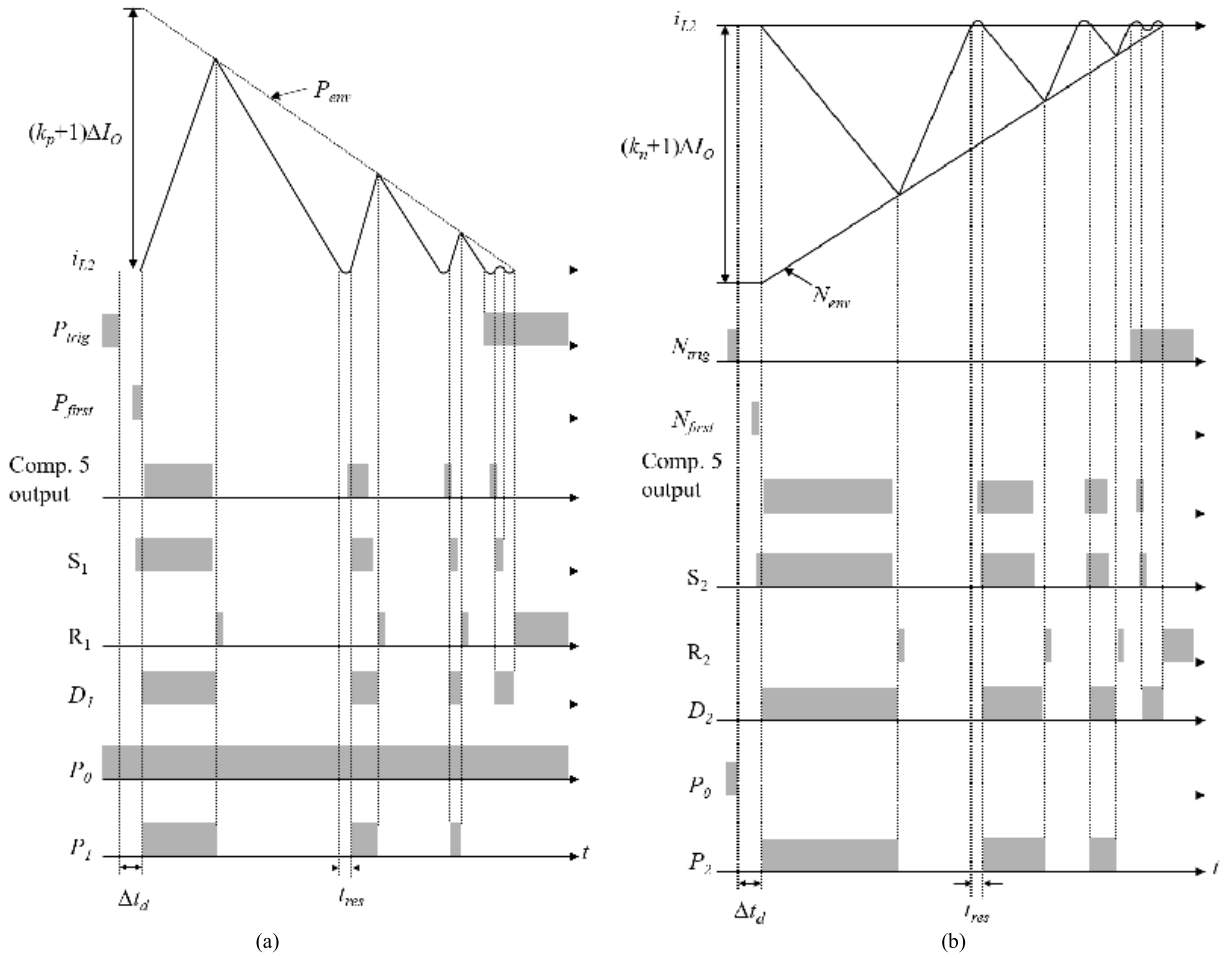 (k_p+1)ΔI_O
P_env
i_L2
P_trig
P_first
Comp. 5
output
S_1
R_1
D_1
P_0
P_1
t
Δt_d
t_res
(a)
i_L2
(k_n+1)ΔI_O
N_env
N_trig
N_first
Comp. 5
output
S_2
R_2
D_2
P_0
P_2
t
Δt_d
t_res
(b)